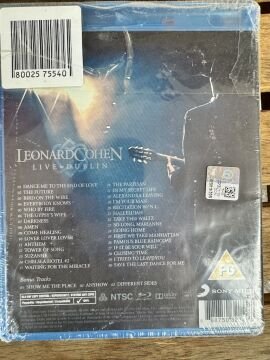 80025 75540
LEONARD COHEN
LIVE IN DUBLIN
DANCE ME TO THE END OF LOVE
THE FUTURE
BIRD ON THE WIRE
EVERYBODY KNOWS
WHO BY FIRE
THE GYPSY'S WIFE
DARKNESS
AMEN
COME HEALING
LOVER LOVER LOVER
ANTHEM
TOWER OF SONG
SUZANNE
CHELSEA HOTEL #2
WAITING FOR THE MIRACLE
THE PARTISAN
IN MY SECRET LIFE
ALEXANDRA LEAVING
I'M YOUR MAN
RECITATION W/N.L.
HALLELUJAH
TAKE THIS WALTZ
SO LONG, MARIANNE
GOING HOME
FIRST WE TAKE MANHATTAN
FAMOUS BLUE RAINCOAT
IF IT BE YOUR WILL
CLOSING TIME
I TRIED TO LEAVE YOU
SAVE THE LAST DANCE FOR ME
Bonus Tracks
SHOW ME THE PLACE
ANYHOW
DIFFERENT SIDES
NTSC
PG
SONY MUSIC